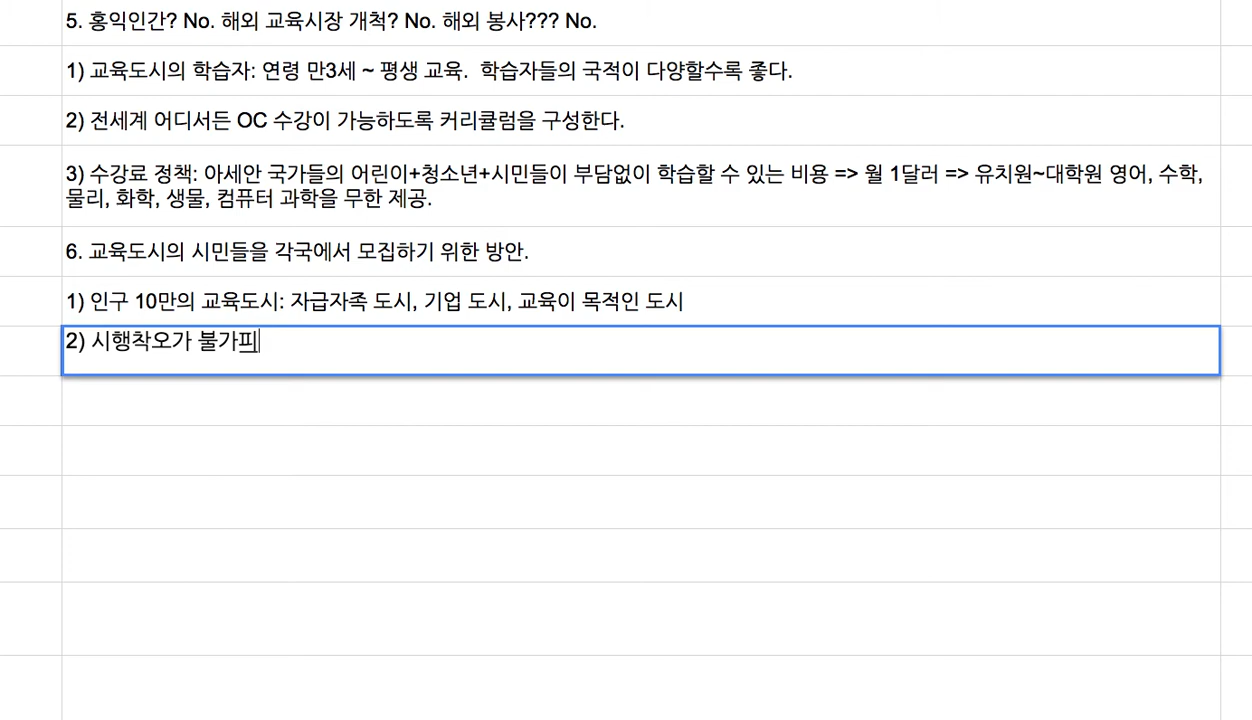 5. 홍익인간? No. 해외 교육시장 개척? No. 해외 봉사??? No.
1) 교육도시의 학습자: 연령 만3세 ~ 평생 교육.  학습자들의 국적이 다양할수록 좋다.
2) 전세계 어디서든 OC 수강이 가능하도록 커리큘럼을 구성한다.
3) 수강료 정책: 아세안 국가들의 어린이+청소년+시민들이 부담없이 학습할 수 있는 비용 => 월 1달러 => 유치원~대학원 영어, 수학,
물리, 화학, 생물, 컴퓨터 과학을 무한 제공.
6. 교육도시의 시민들을 각국에서 모집하기 위한 방안.
1) 인구 10만의 교육도시: 자급자족 도시, 기업 도시, 교육이 목적인 도시
2) 시행착오가 불가피